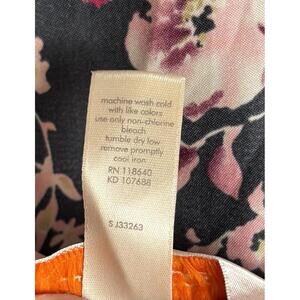 machine wash cold
with like colors
use only non-chlorine
bleach
tumble dry low
remove promptly
cool iron
RN 118640
KD 107688
S J33263